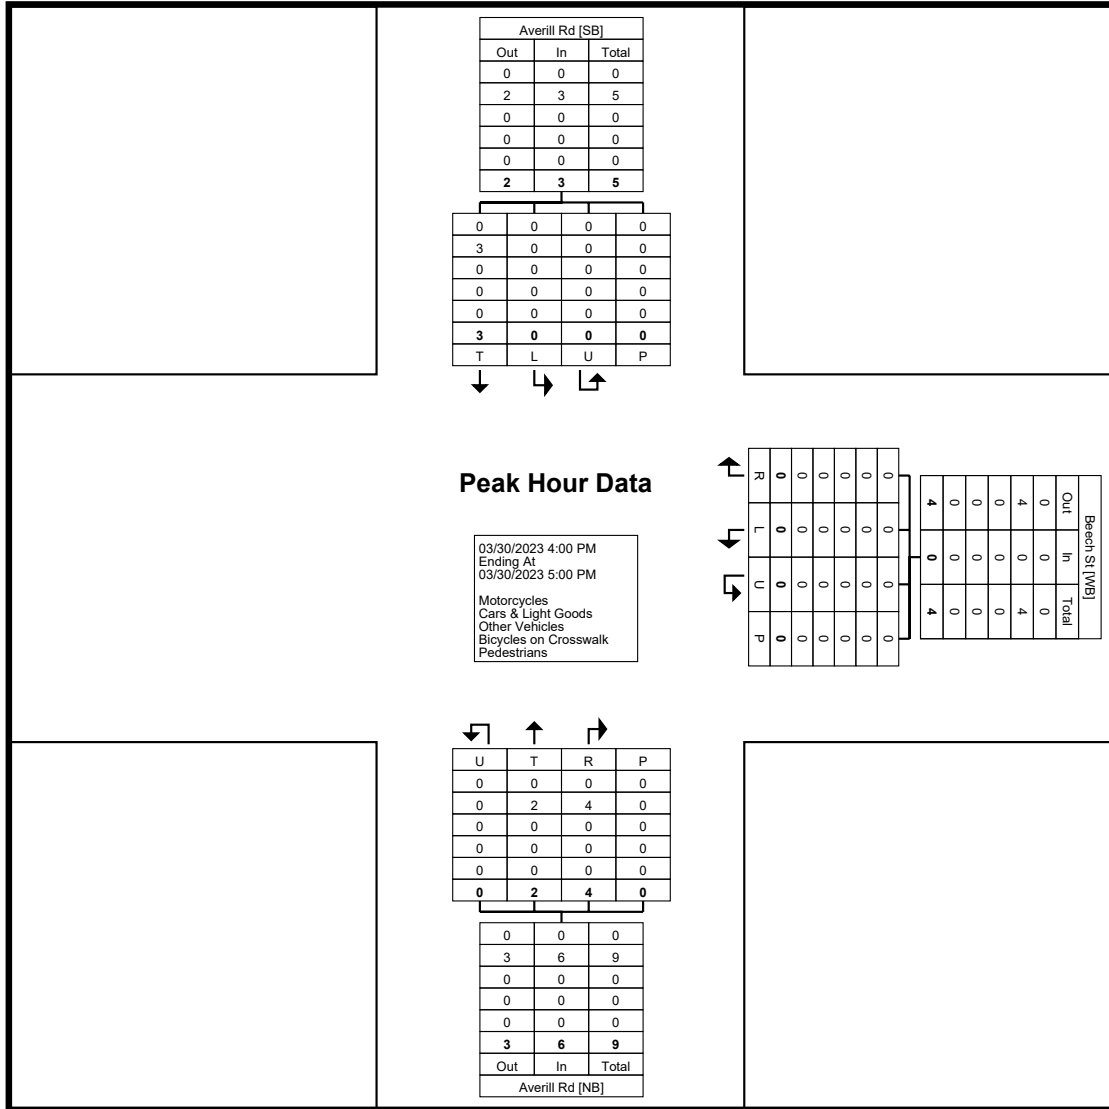 Averill Rd [SB]
Out In Total
0 0 0
2 3 5
0 0 0
0 0 0
0 0 0
2 3 5
0 0 0 0
3 0 0 0
0 0 0 0
0 0 0 0
0 0 0 0
3 0 0 0
T L U P
Peak Hour Data
03/30/2023 4:00 PM
Ending At
03/30/2023 5:00 PM
Motorcycles
Cars & Light Goods
Other Vehicles
Bicycles on Crosswalk
Pedestrians
Beech St [WB]
Out In Total
0 0 0
4 0 4
0 0 0
0 0 0
0 0 0
4 0 4
0 0 0 0
0 0 0 0
0 0 0 0
0 0 0 0
0 0 0 0
0 0 0 0
R L U P
U T R P
0 0 0 0
0 2 4 0
0 0 0 0
0 0 0 0
0 0 0 0
0 2 4 0
0 0 0
3 6 9
0 0 0
0 0 0
0 0 0
3 6 9
Out In Total
Averill Rd [NB]